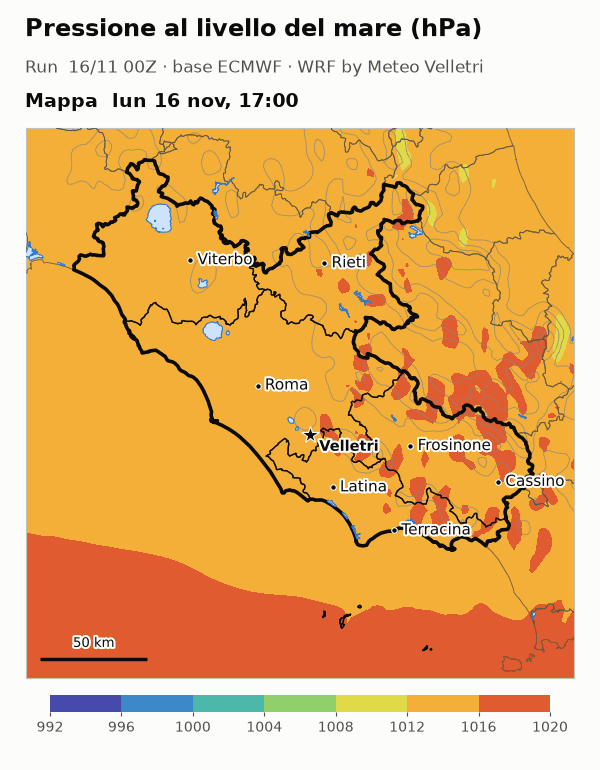 Pressione al livello del mare (hPa)
Run  16/11 00Z · base ECMWF · WRF by Meteo Velletri
Mappa  lun 16 nov, 17:00
Viterbo
Rieti
Roma
Velletri
Frosinone
Cassino
Latina
Terracina
50 km
992 996 1000 1004 1008 1012 1016 1020